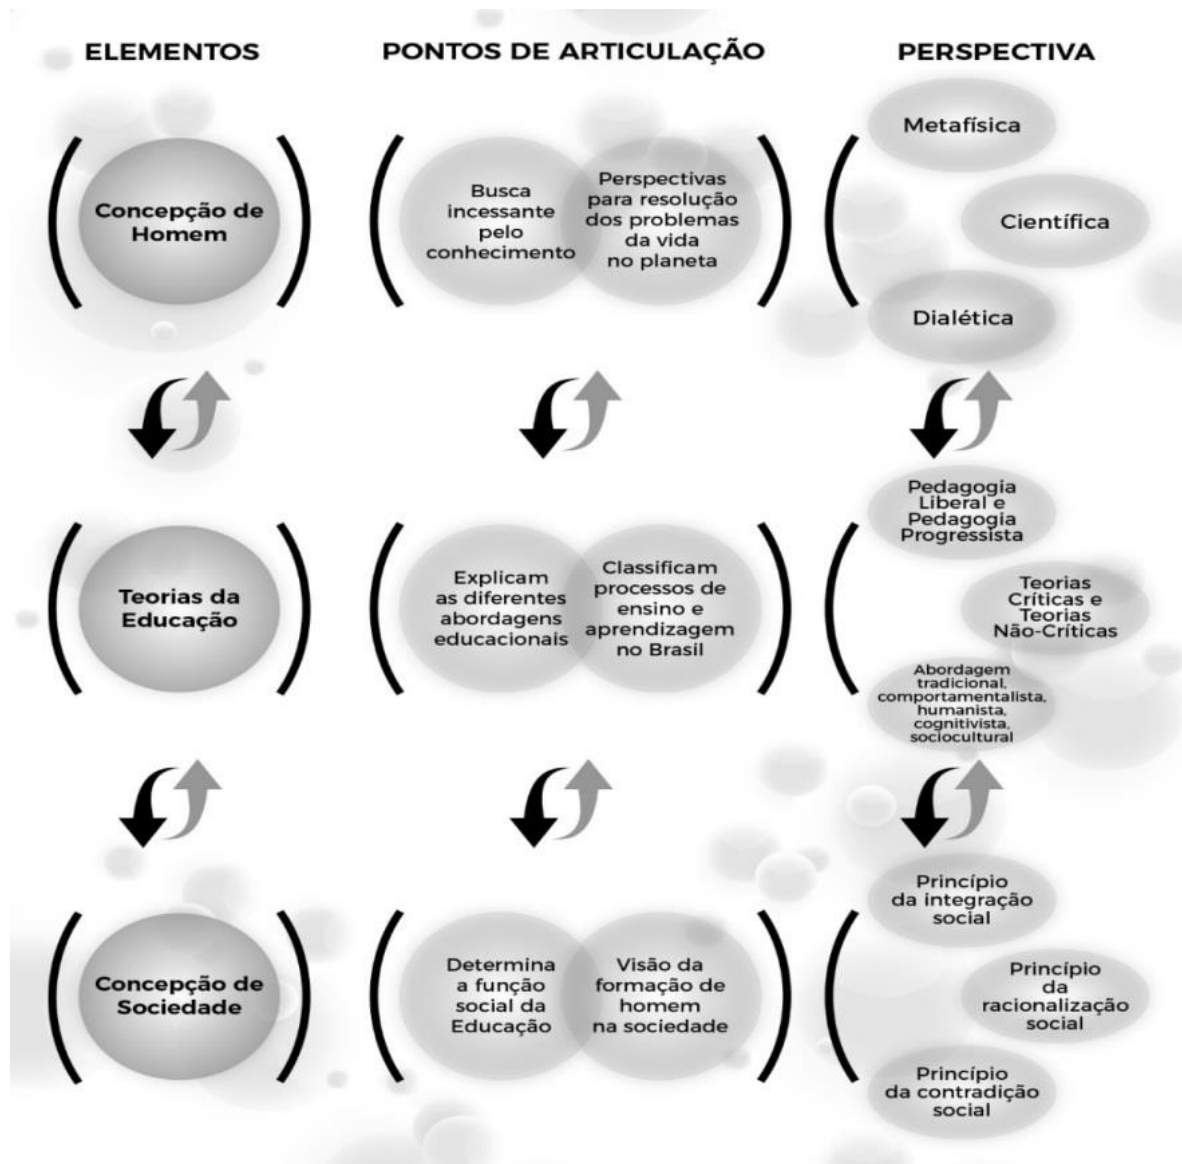 ELEMENTOS
PONTOS DE ARTICULAÇÃO
PERSPECTIVA
Concepção de
Homem
Busca
incessante
pelo
conhecimento
Perspectivas
para resolução
dos problemas
da vida
no planeta
Metafísica
Científica
Dialética
Teorias da
Educação
Explicam
as diferentes
abordagens
educacionais
Classificam
processos de
ensino e
aprendizagem
no Brasil
Pedagogia
Liberal e
Pedagogia
Progressista
Teorias
Críticas e
Teorias
Não-Críticas
Abordagem
tradicional,
comportamentalista,
humanista,
cognitivista,
sociocultural
Concepção de
Sociedade
Determina
a função
social da
Educação
Visão da
formação de
homem
na sociedade
Princípio
da integração
social
Princípio
da
racionalização
social
Princípio
da contradição
social